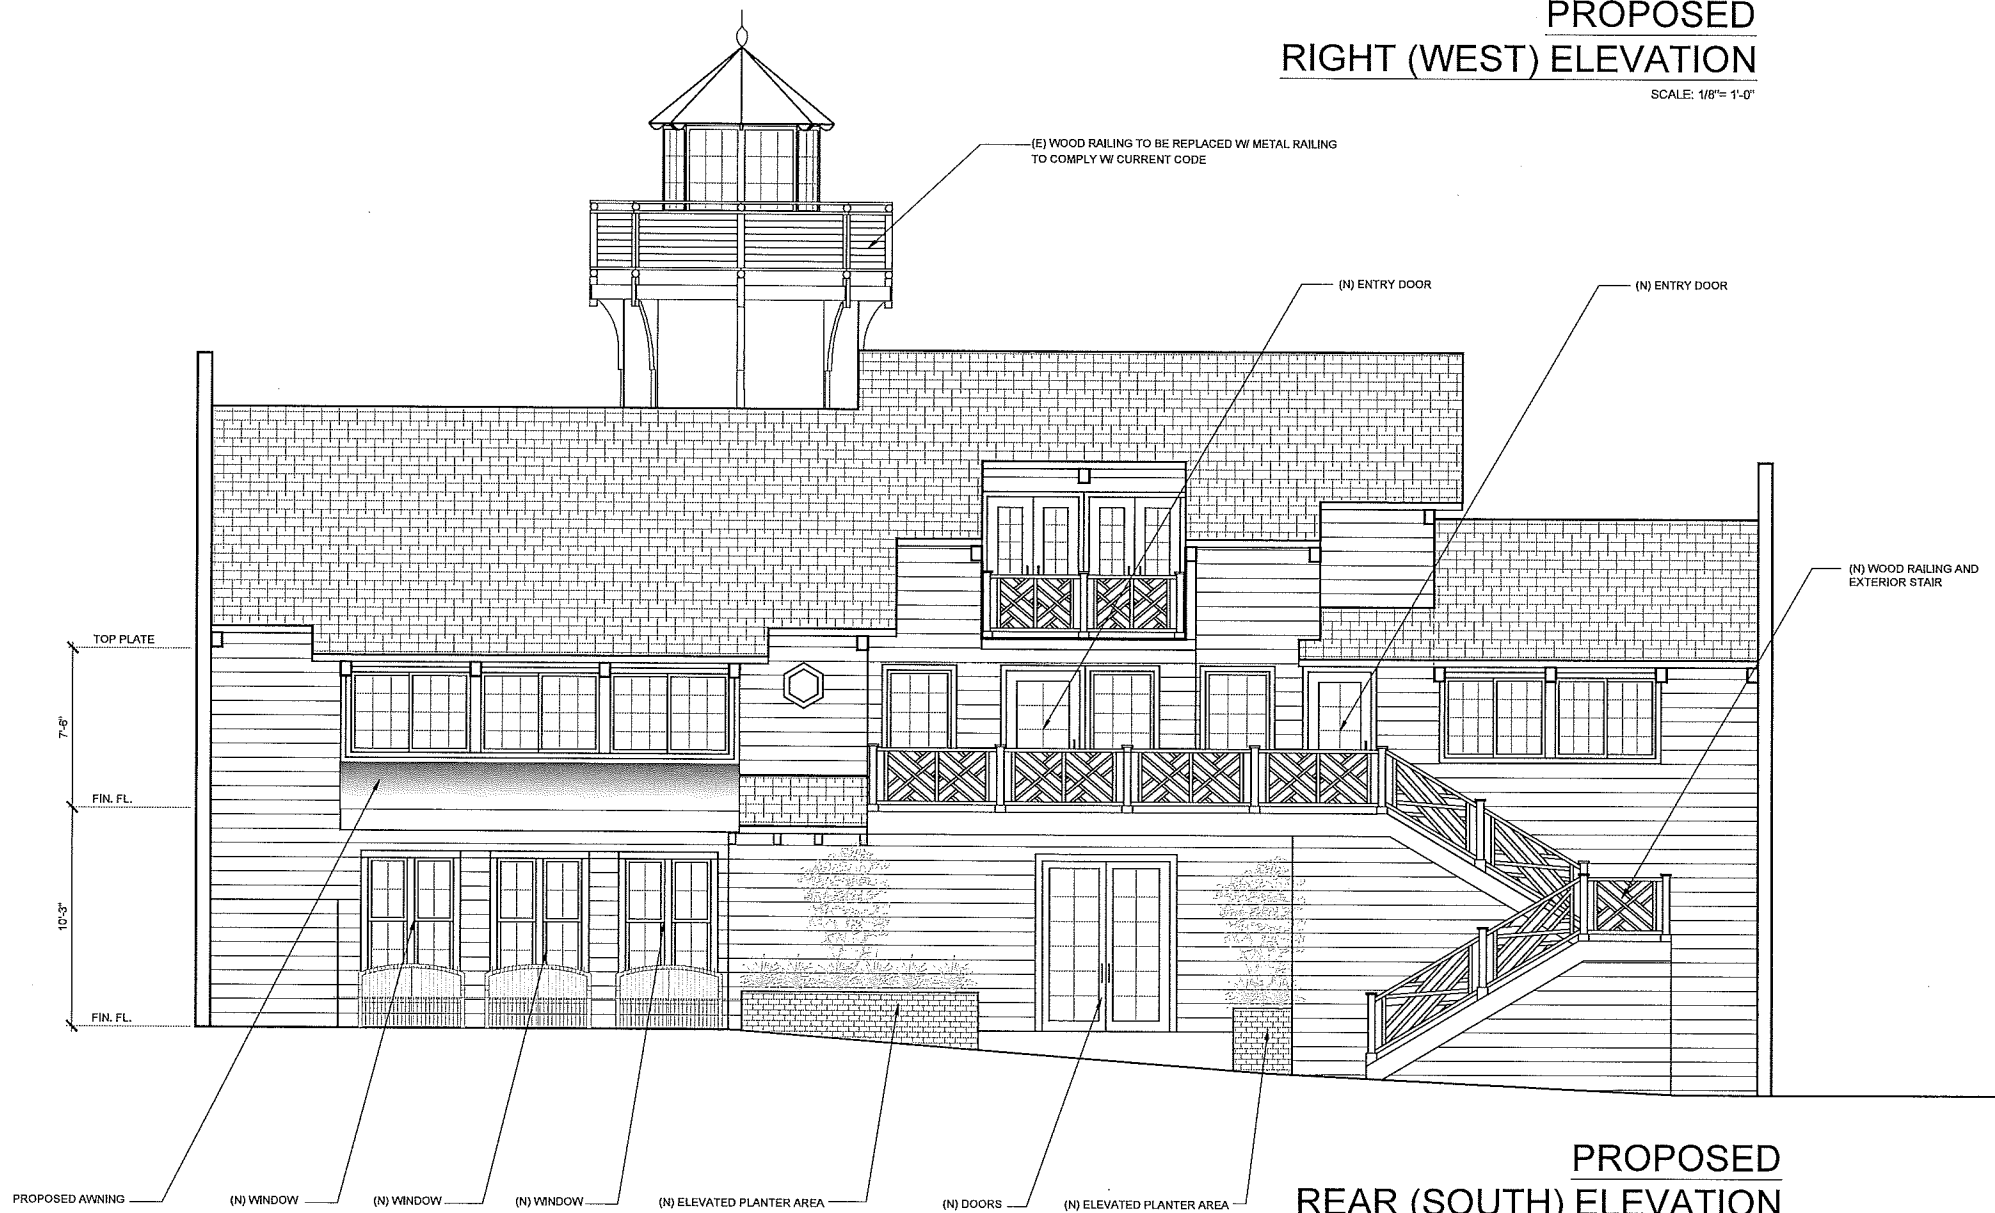 PROPOSED
RIGHT (WEST) ELEVATION
SCALE: 1/8"= 1'-0"
(E) WOOD RAILING TO BE REPLACED W/ METAL RAILING
TO COMPLY W/ CURRENT CODE
(N) ENTRY DOOR
(N) ENTRY DOOR
(N) WOOD RAILING AND
EXTERIOR STAIR
TOP PLATE
7'-6"
FIN. FL.
10'-3"
FIN. FL.
PROPOSED AWNING
(N) WINDOW
(N) WINDOW
(N) WINDOW
(N) ELEVATED PLANTER AREA
(N) DOORS
(N) ELEVATED PLANTER AREA
PROPOSED
REAR (SOUTH) ELEVATION